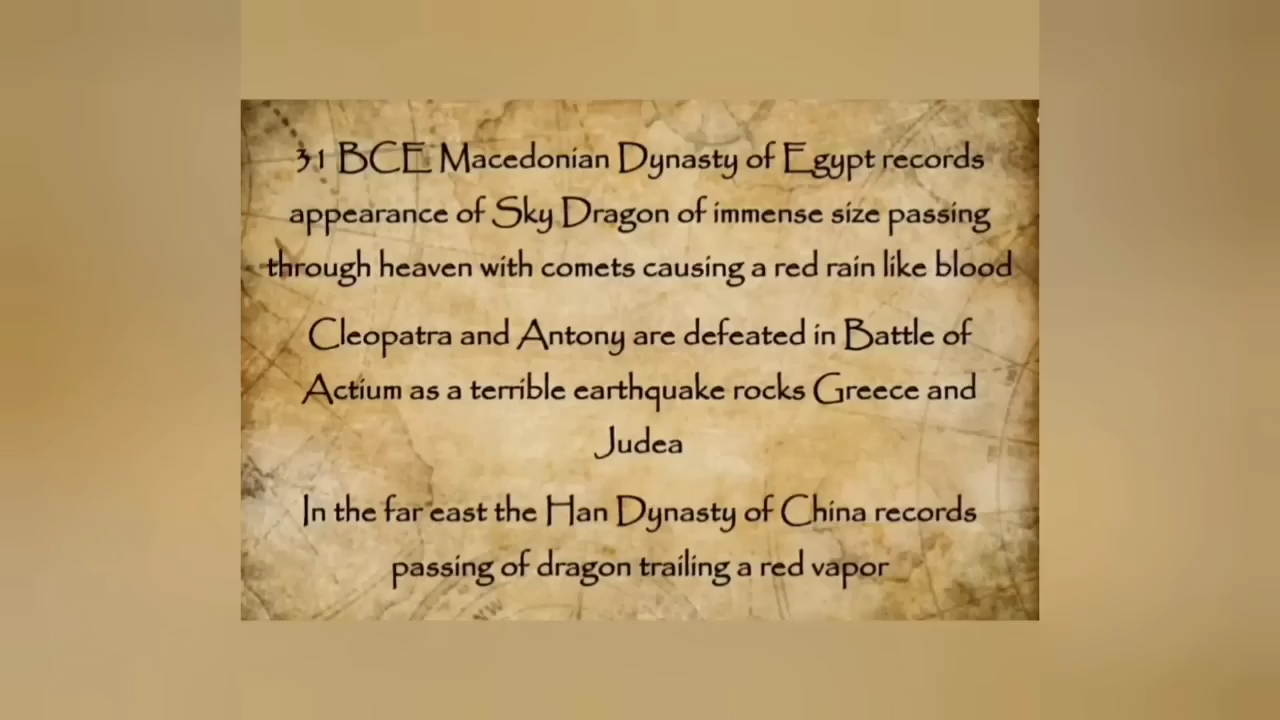 31 BCE Macedonian Dynasty of Egypt records
appearance of Sky Dragon of immense size passing
through heaven with comets causing a red rain like blood
Cleopatra and Antony are defeated in Battle of
Actium as a terrible earthquake rocks Greece and
Judea
In the far east the Han Dynasty of China records
passing of dragon trailing a red vapor
NW